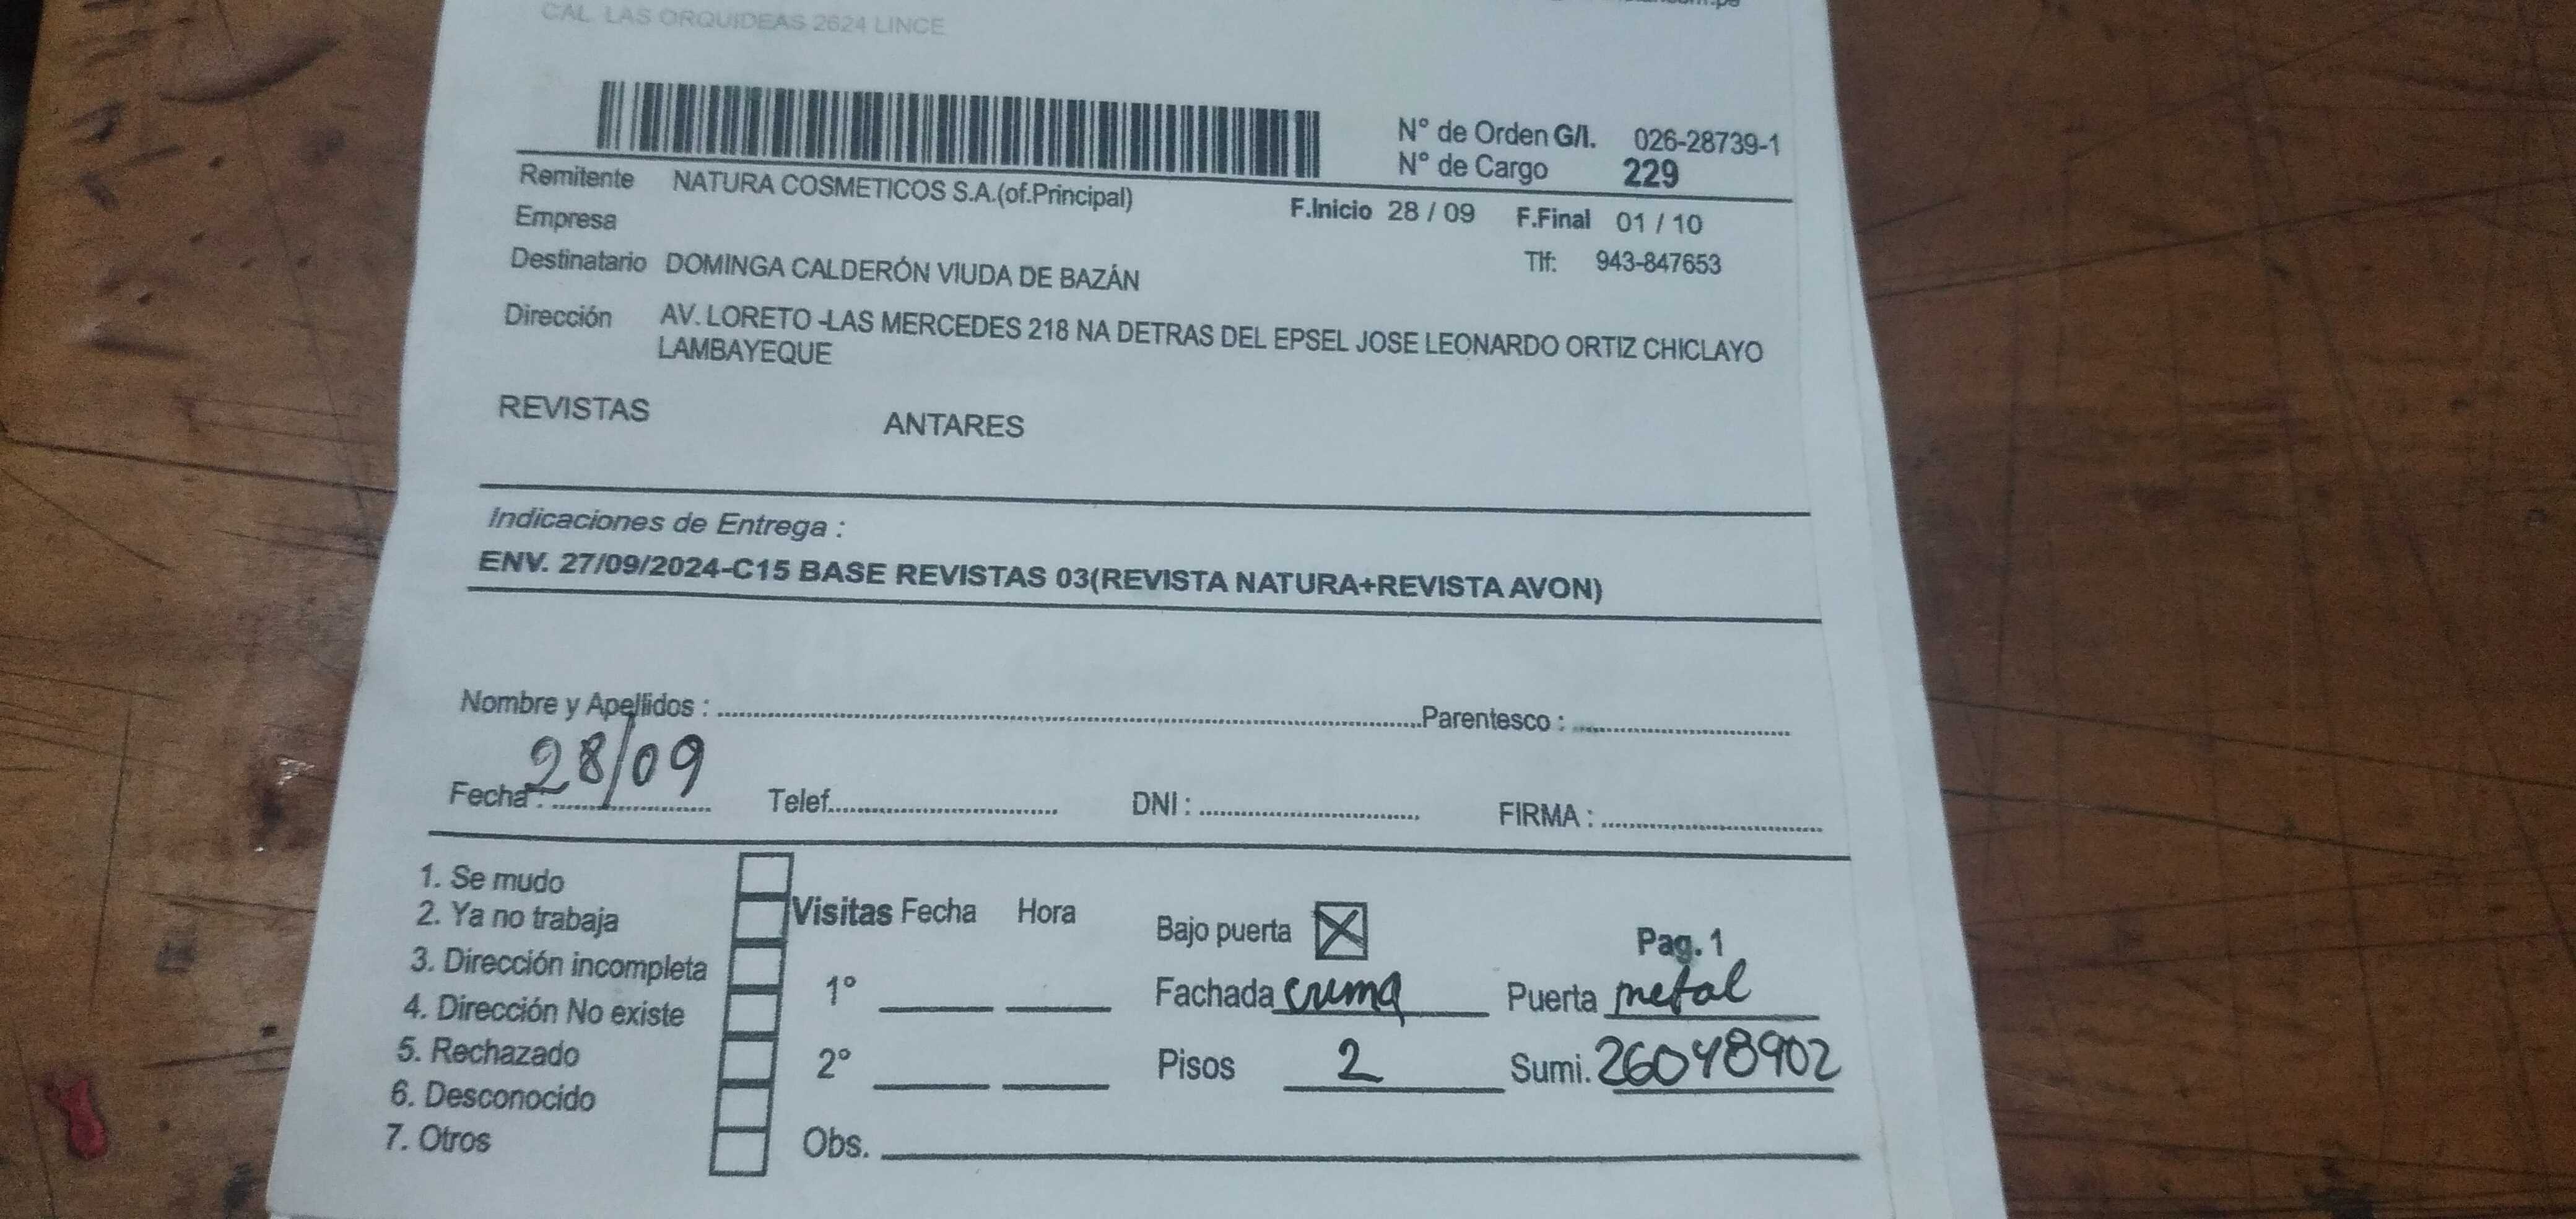 CAL. LAS ORQUIDEAS 2624 LINCE
N° de Orden G/I. 026-28739-1
N° de Cargo 229
Remitente NATURA COSMETICOS S.A.(of.Principal)
F.Inicio 28 / 09 F.Final 01 / 10
Empresa
Destinatario DOMINGA CALDERÓN VIUDA DE BAZÁN Tlf: 943-847653
Dirección AV. LORETO -LAS MERCEDES 218 NA DETRAS DEL EPSEL JOSE LEONARDO ORTIZ CHICLAYO
LAMBAYEQUE
REVISTAS ANTARES
Indicaciones de Entrega :
ENV. 27/09/2024-C15 BASE REVISTAS 03(REVISTA NATURA+REVISTA AVON)
Nombre y Apellidos : Parentesco :
Fecha : 28/09 Telef. DNI : FIRMA :
1. Se mudo
2. Ya no trabaja
3. Dirección incompleta
4. Dirección No existe
5. Rechazado
6. Desconocido
7. Otros
Visitas Fecha Hora
1°
2°
Obs.
Bajo puerta X Pag. 1
Fachada crema Puerta metal
Pisos 2 Sumi. 26048902